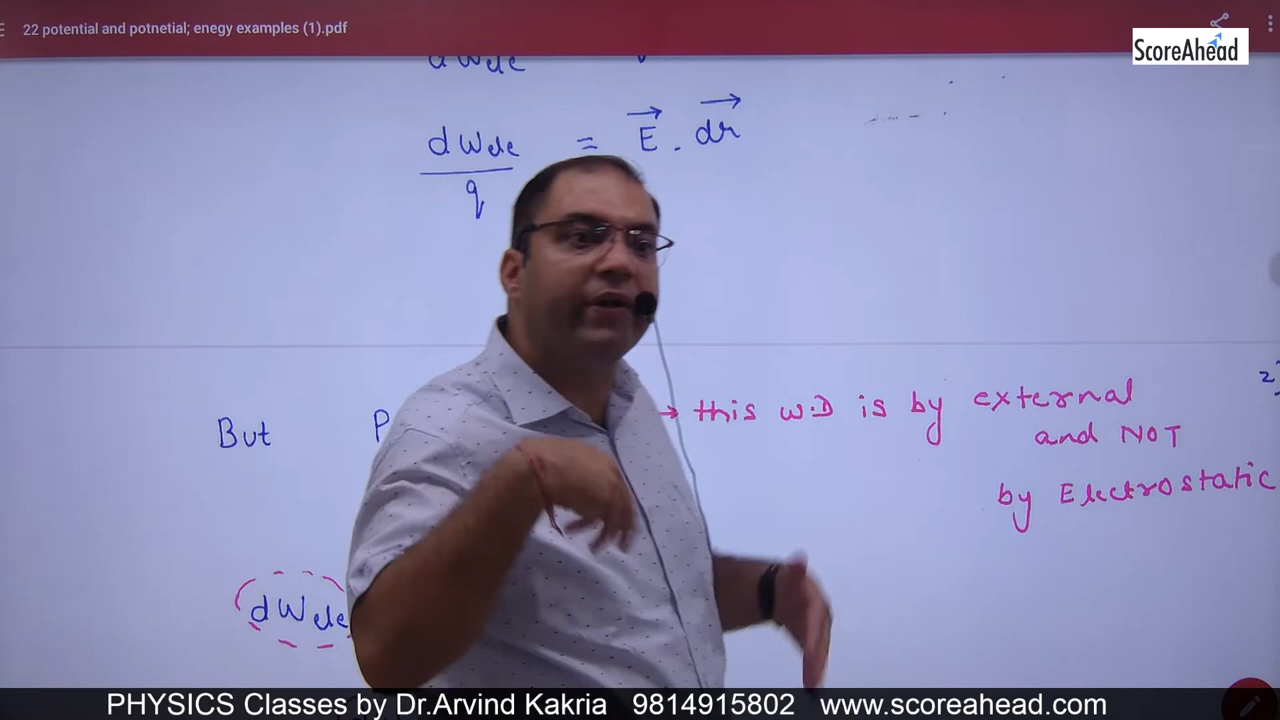 22 potential and potnetial; enegy examples (1).pdf
ScoreAhead
dWele
dWele = E . dr
q
But P → this W.D is by external
and NOT
by Electrostatic
dWele
PHYSICS Classes by Dr.Arvind Kakria 9814915802 www.scoreahead.com